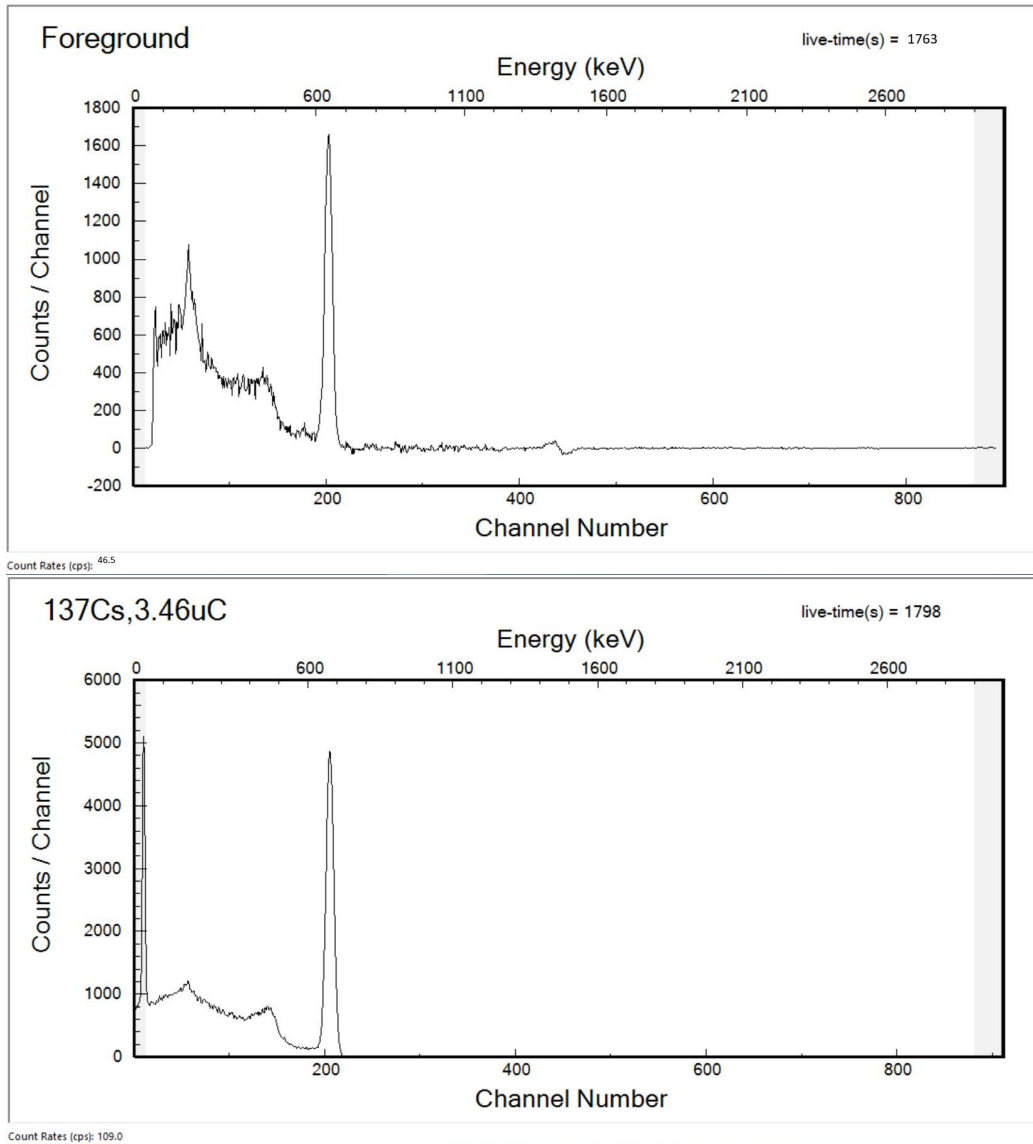 Foreground
live-time(s) = 1763
Energy (keV)
0 600 1100 1600 2100 2600
1800
1600
1400
1200
1000
800
600
400
200
0
-200
Counts / Channel
200 400 600 800
Channel Number
Count Rates (cps): 46.5
137Cs,3.46uC
live-time(s) = 1798
Energy (keV)
0 600 1100 1600 2100 2600
6000
5000
4000
3000
2000
1000
0
Counts / Channel
200 400 600 800
Channel Number
Count Rates (cps): 109.0